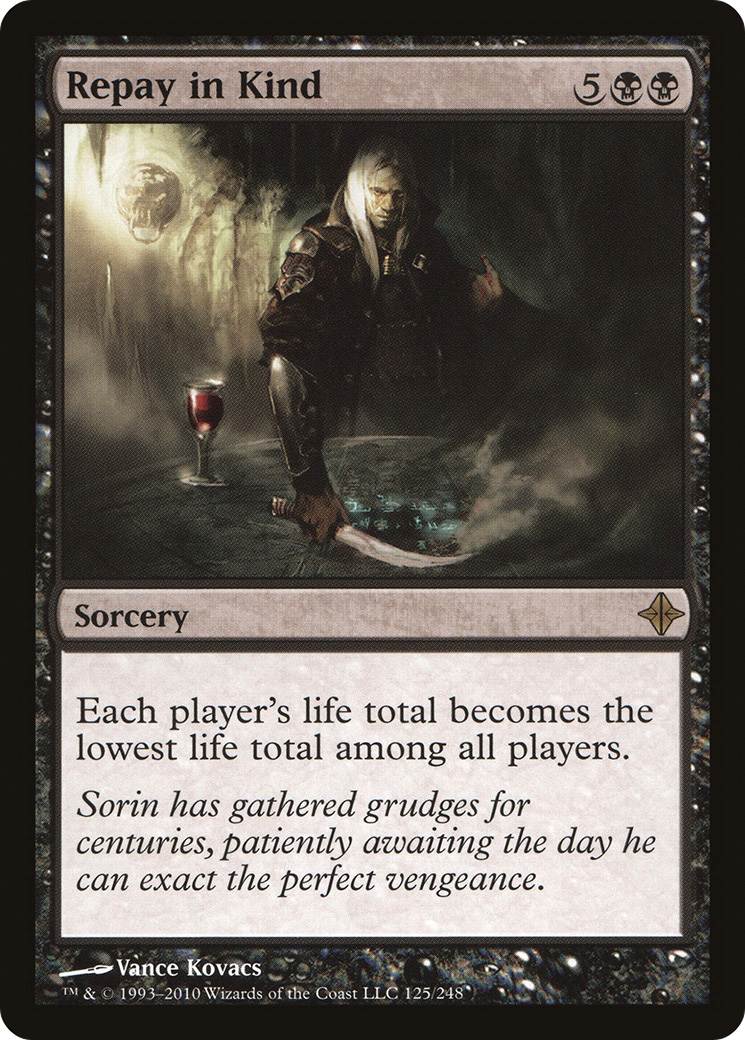 Repay in Kind 5
Sorcery
Each player's life total becomes the
lowest life total among all players.
Sorin has gathered grudges for
centuries, patiently awaiting the day he
can exact the perfect vengeance.
Vance Kovacs
™ & © 1993–2010 Wizards of the Coast LLC 125/248